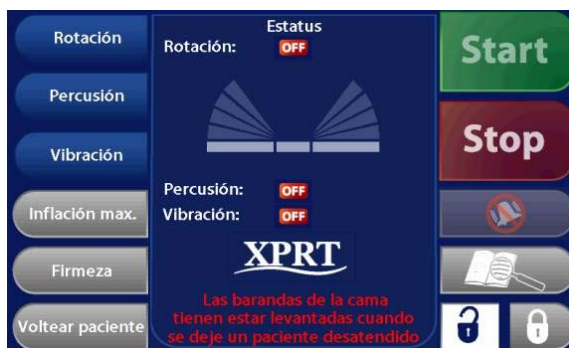 Rotación
Percusión
Vibración
Inflación max.
Firmeza
Voltear paciente
Estatus
Rotación: OFF
Percusión: OFF
Vibración: OFF
XPRT
Las barandas de la cama
tienen estar levantadas cuando
se deje un paciente desatendido
Start
Stop